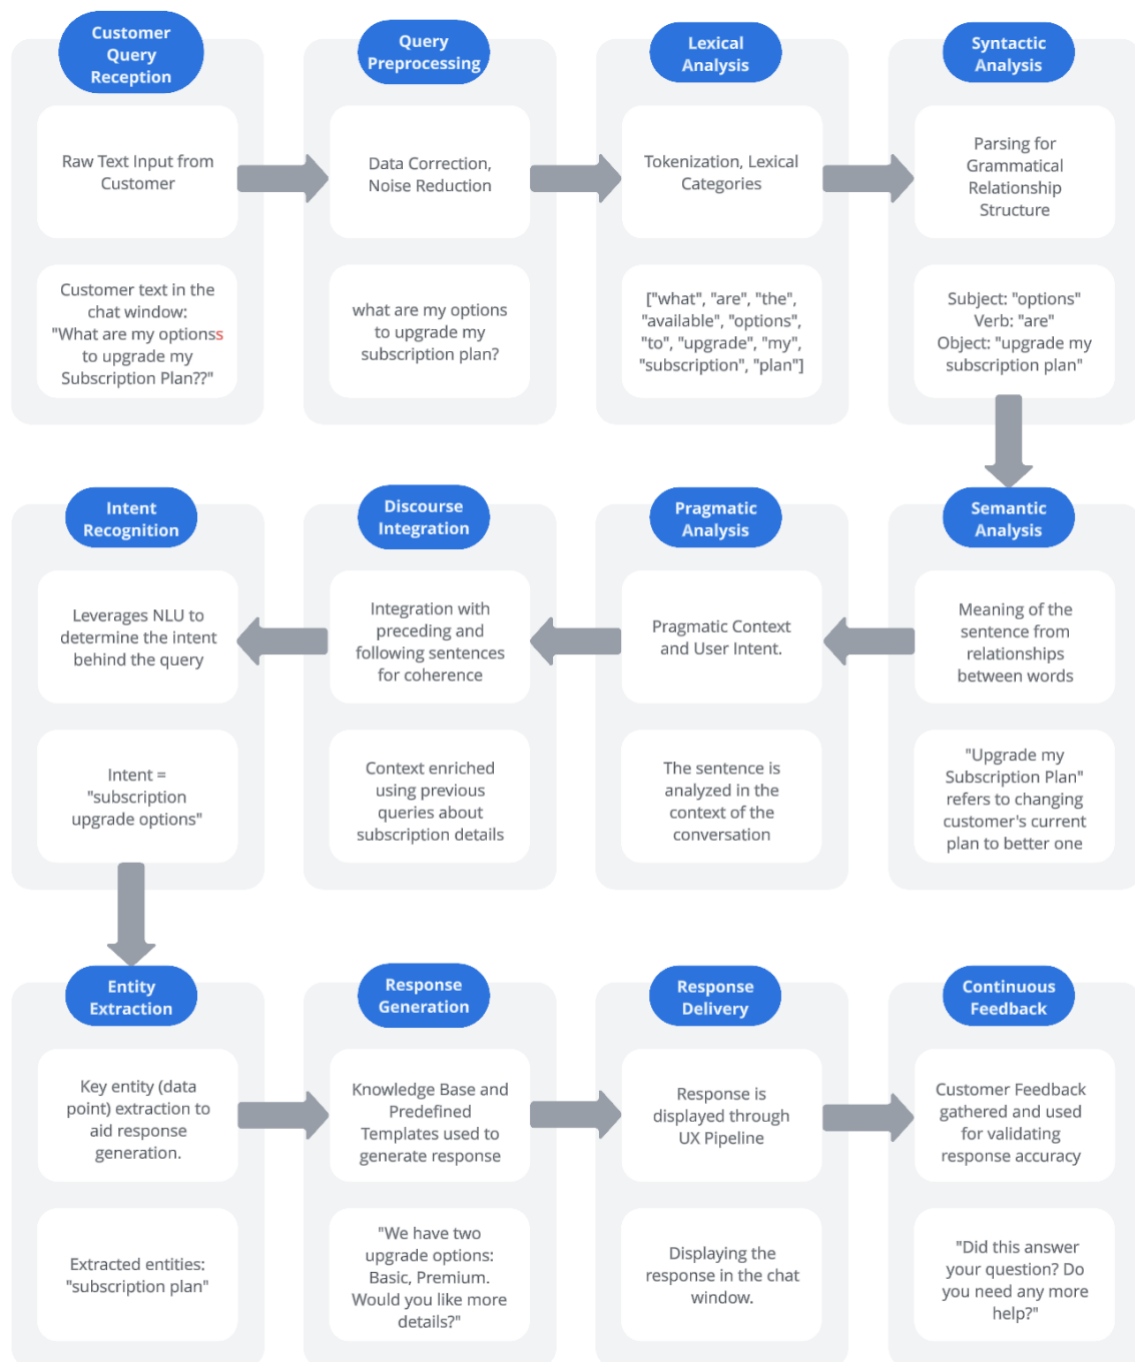 Customer
Query
Reception
Raw Text Input from
Customer
Customer text in the
chat window:
"What are my optionss
to upgrade my
Subscription Plan??"
Query
Preprocessing
Data Correction,
Noise Reduction
what are my options
to upgrade my
subscription plan?
Lexical
Analysis
Tokenization, Lexical
Categories
["what", "are", "the",
"available", "options",
"to", "upgrade", "my",
"subscription", "plan"]
Syntactic
Analysis
Parsing for
Grammatical
Relationship
Structure
Subject: "options"
Verb: "are"
Object: "upgrade my
subscription plan"
Semantic
Analysis
Meaning of the
sentence from
relationships
between words
"Upgrade my
Subscription Plan"
refers to changing
customer's current
plan to better one
Pragmatic
Analysis
Pragmatic Context
and User Intent.
The sentence is
analyzed in the
context of the
conversation
Discourse
Integration
Integration with
preceding and
following sentences
for coherence
Context enriched
using previous
queries about
subscription details
Intent
Recognition
Leverages NLU to
determine the intent
behind the query
Intent =
"subscription
upgrade options"
Entity
Extraction
Key entity (data
point) extraction to
aid response
generation.
Extracted entities:
"subscription plan"
Response
Generation
Knowledge Base and
Predefined
Templates used to
generate response
"We have two
upgrade options:
Basic, Premium.
Would you like more
details?"
Response
Delivery
Response is
displayed through
UX Pipeline
Displaying the
response in the chat
window.
Continuous
Feedback
Customer Feedback
gathered and used
for validating
response accuracy
"Did this answer
your question? Do
you need any more
help?"